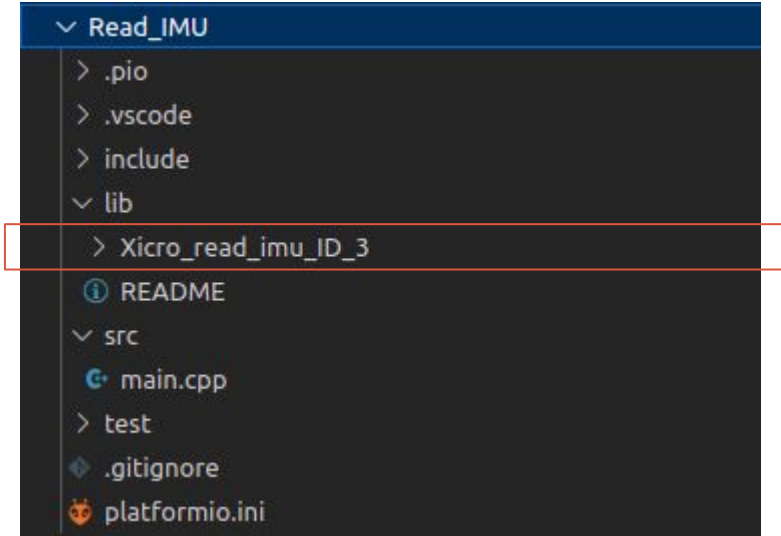 Read_IMU
.pio
.vscode
include
lib
Xicro_read_imu_ID_3
README
src
main.cpp
test
.gitignore
platformio.ini